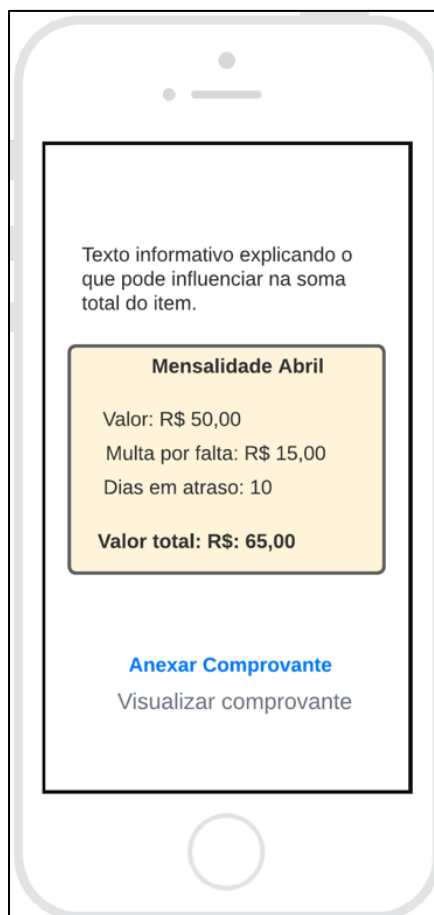 Texto informativo explicando o
que pode influenciar na soma
total do item.
Mensalidade Abril
Valor: R$ 50,00
Multa por falta: R$ 15,00
Dias em atraso: 10
Valor total: R$: 65,00
Anexar Comprovante
Visualizar comprovante